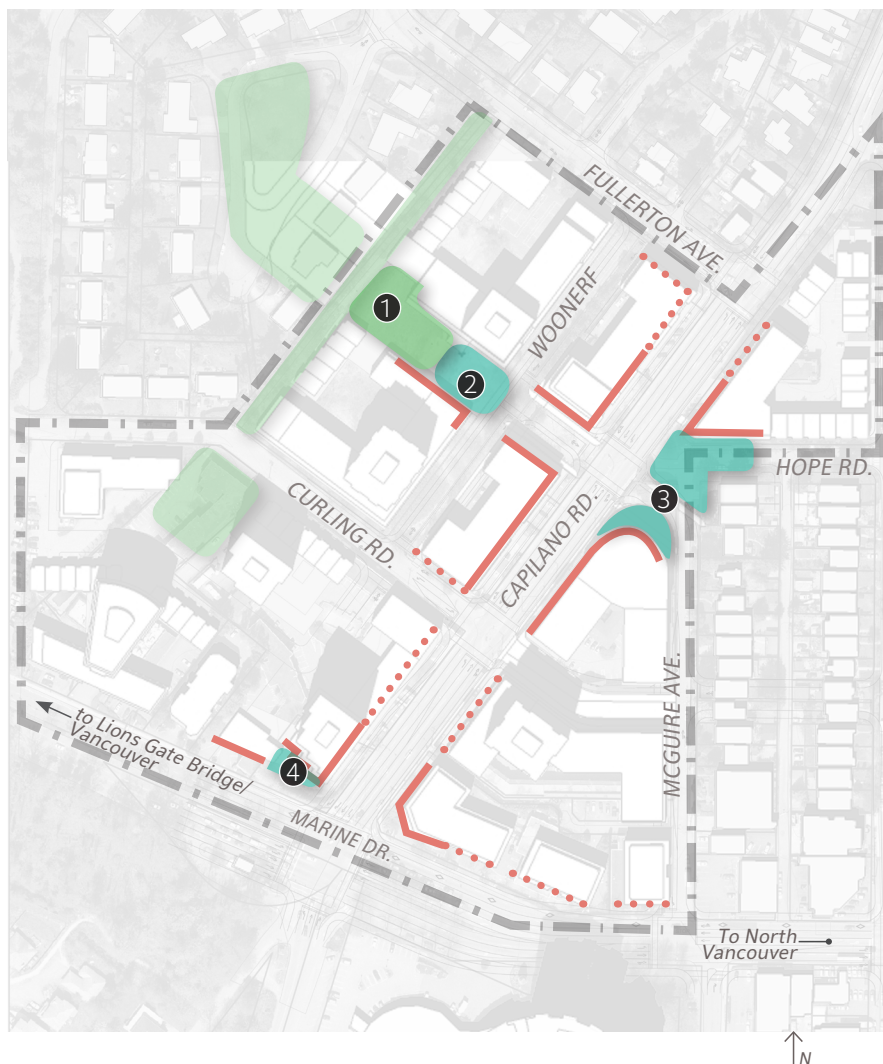 FULLERTON AVE.
WOONERF
1
2
HOPE RD.
3
CURLING RD.
CAPILANO RD.
MCGUIRE AVE.
to Lions Gate Bridge/
Vancouver
4
MARINE DR.
To North
Vancouver
N